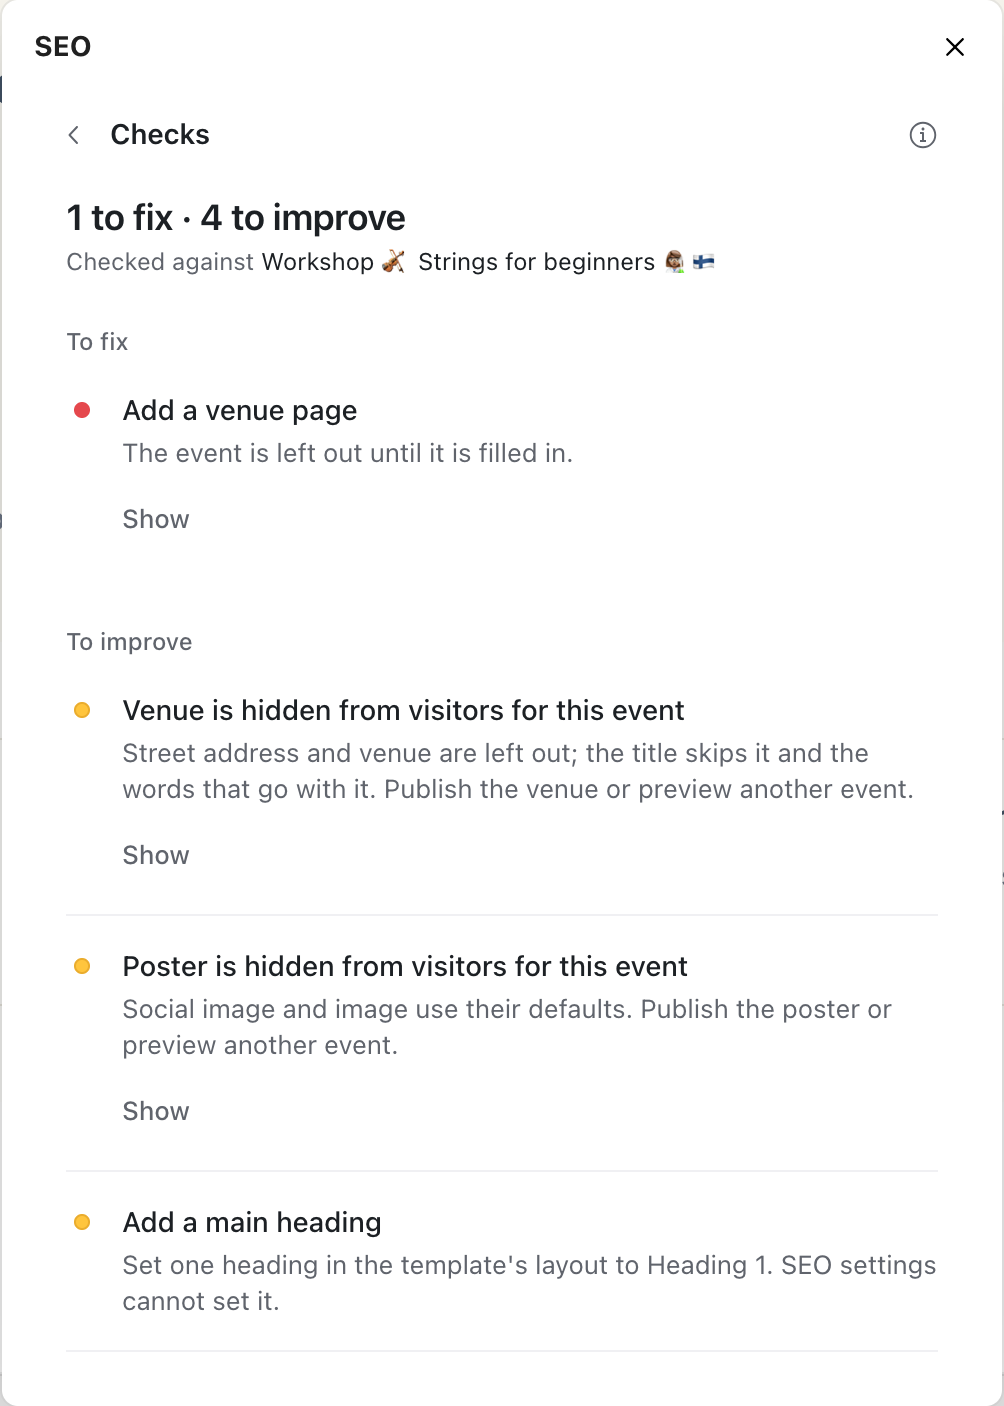 SEO
Checks
1 to fix · 4 to improve
Checked against Workshop 🎻 Strings for beginners 👩🏽‍🌾 🇫🇮
To fix
Add a venue page
The event is left out until it is filled in.
Show
To improve
Venue is hidden from visitors for this event
Street address and venue are left out; the title skips it and the
words that go with it. Publish the venue or preview another event.
Show
Poster is hidden from visitors for this event
Social image and image use their defaults. Publish the poster or
preview another event.
Show
Add a main heading
Set one heading in the template's layout to Heading 1. SEO settings
cannot set it.